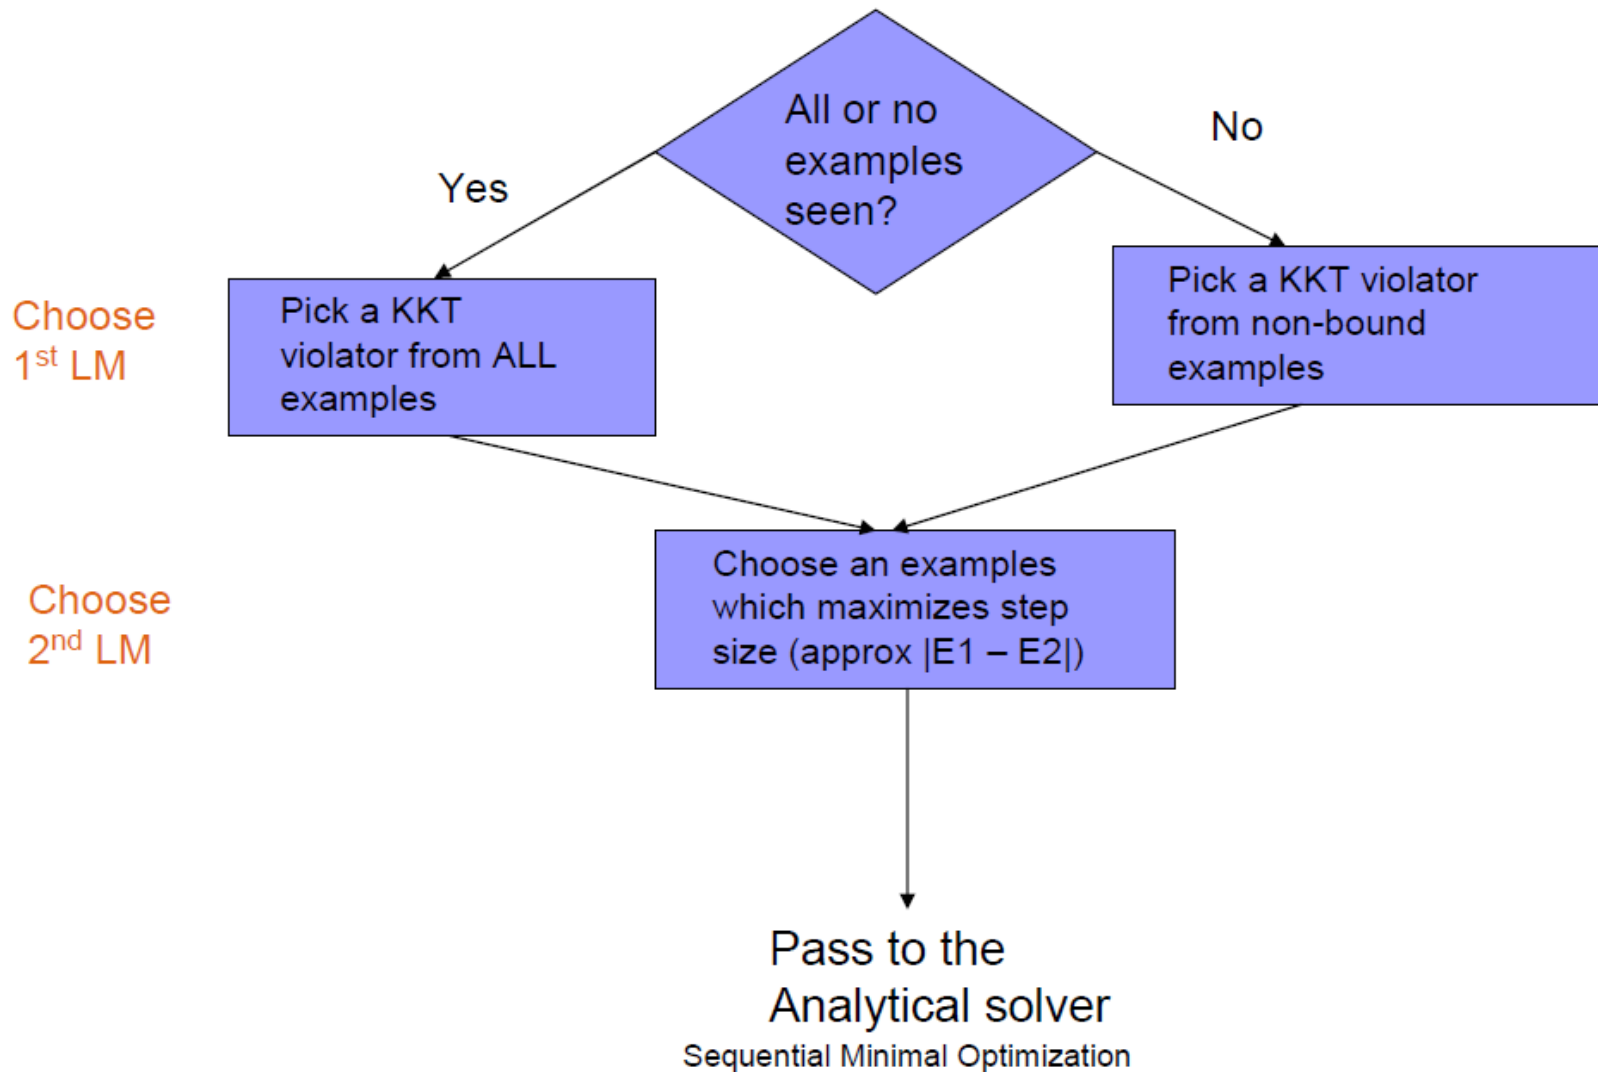 All or no
examples
seen?
Yes
No
Choose
1st LM
Pick a KKT
violator from ALL
examples
Pick a KKT violator
from non-bound
examples
Choose
2nd LM
Choose an examples
which maximizes step
size (approx |E1 – E2|)
Pass to the
Analytical solver
Sequential Minimal Optimization